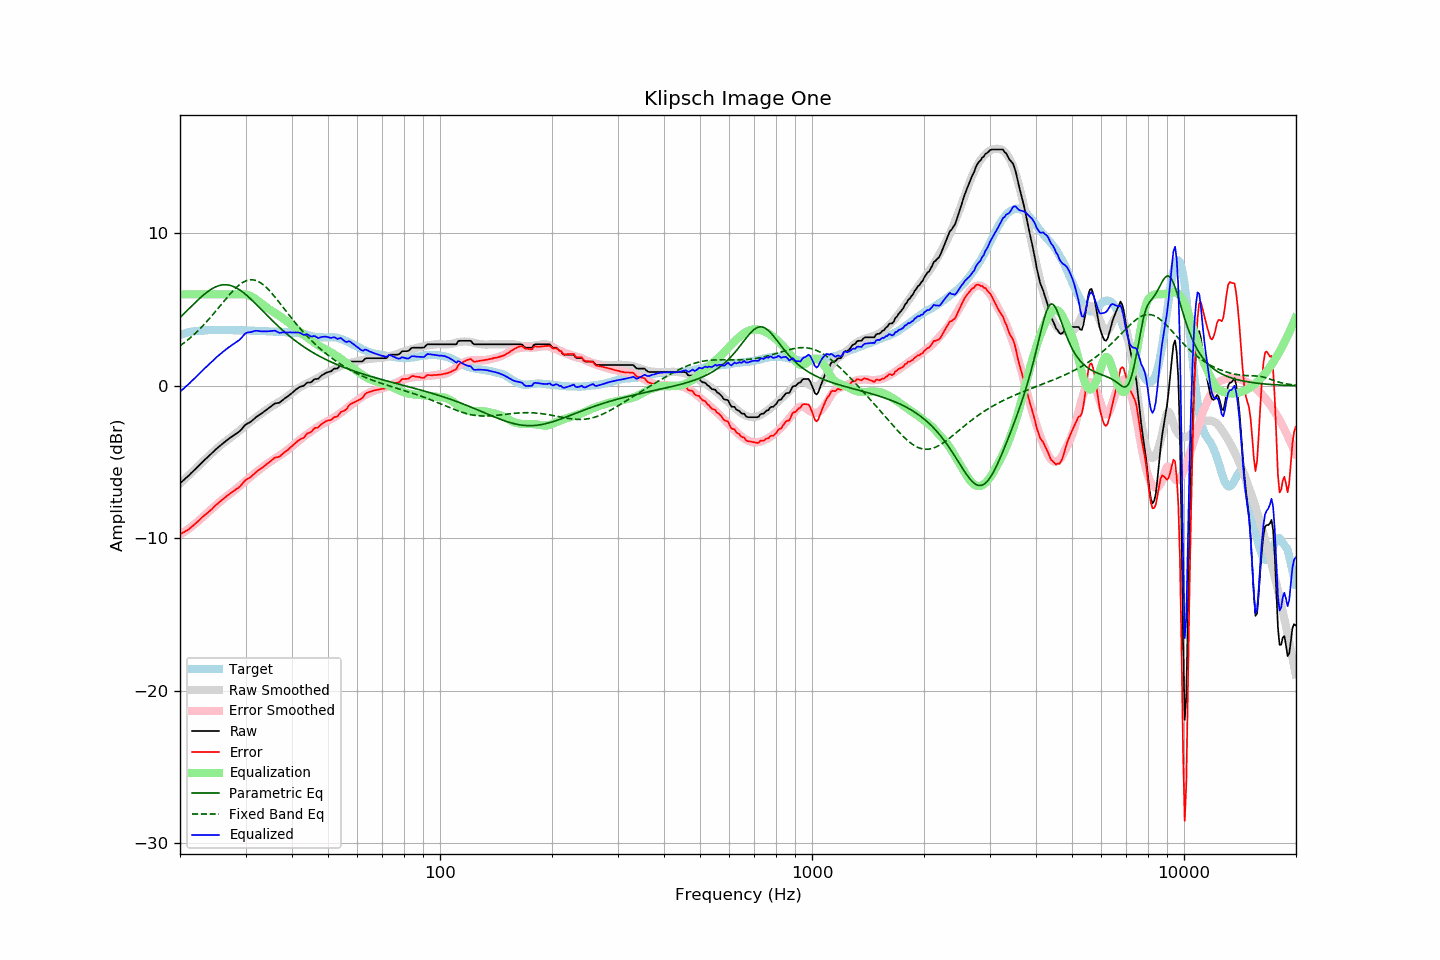 Klipsch Image One
Amplitude (dBr)
10
0
−10
−20
−30
Target
Raw Smoothed
Error Smoothed
Raw
Error
Equalization
Parametric Eq
Fixed Band Eq
Equalized
100
1000
10000
Frequency (Hz)